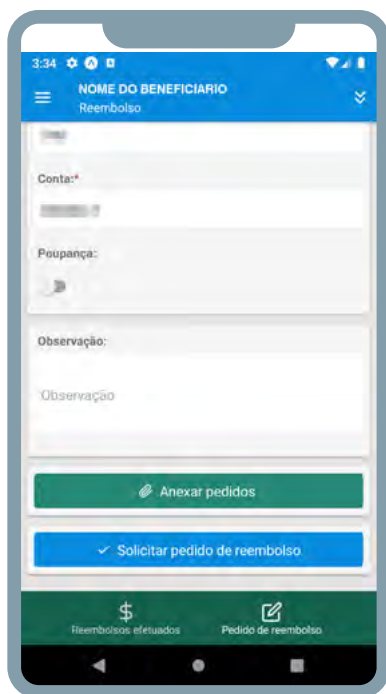 3:34
NOME DO BENEFICIARIO
Reembolso
Conta:*
Poupança:
Observação:
Observação
Anexar pedidos
Solicitar pedido de reembolso
Reembolsos efetuados Pedido de reembolso